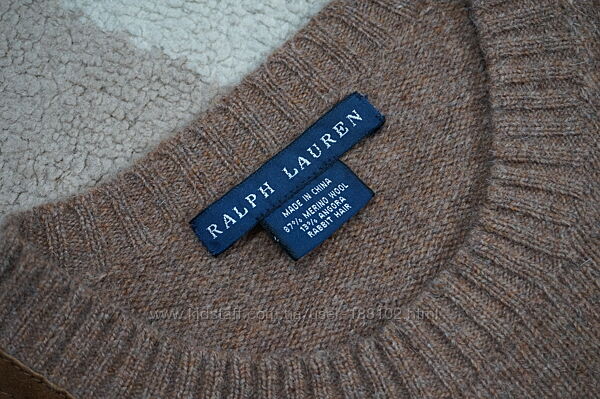 RALPH LAUREN
MADE IN CHINA
87% MERINO WOOL
13% ANGORA
RABBIT HAIR